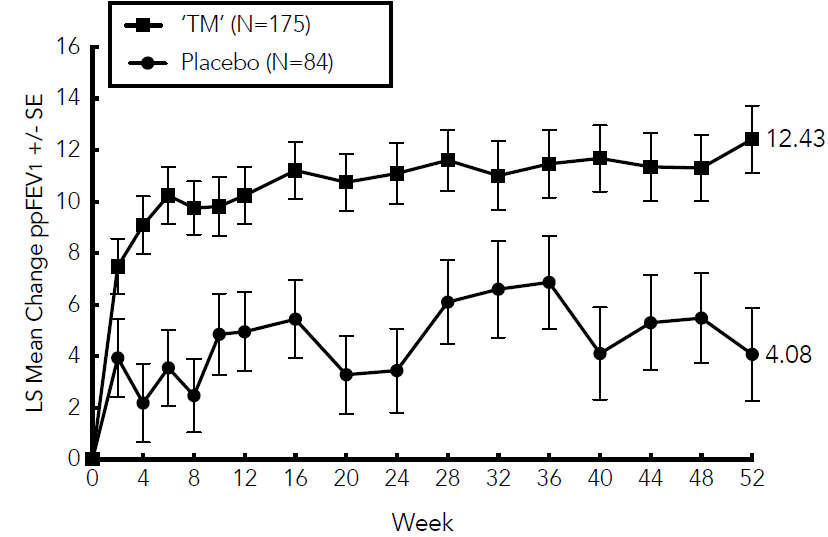 'TM' (N=175)
Placebo (N=84)
LS Mean Change ppFEV1 +/- SE
16
14
12
10
8
6
4
2
0
12.43
4.08
0 4 8 12 16 20 24 28 32 36 40 44 48 52
Week